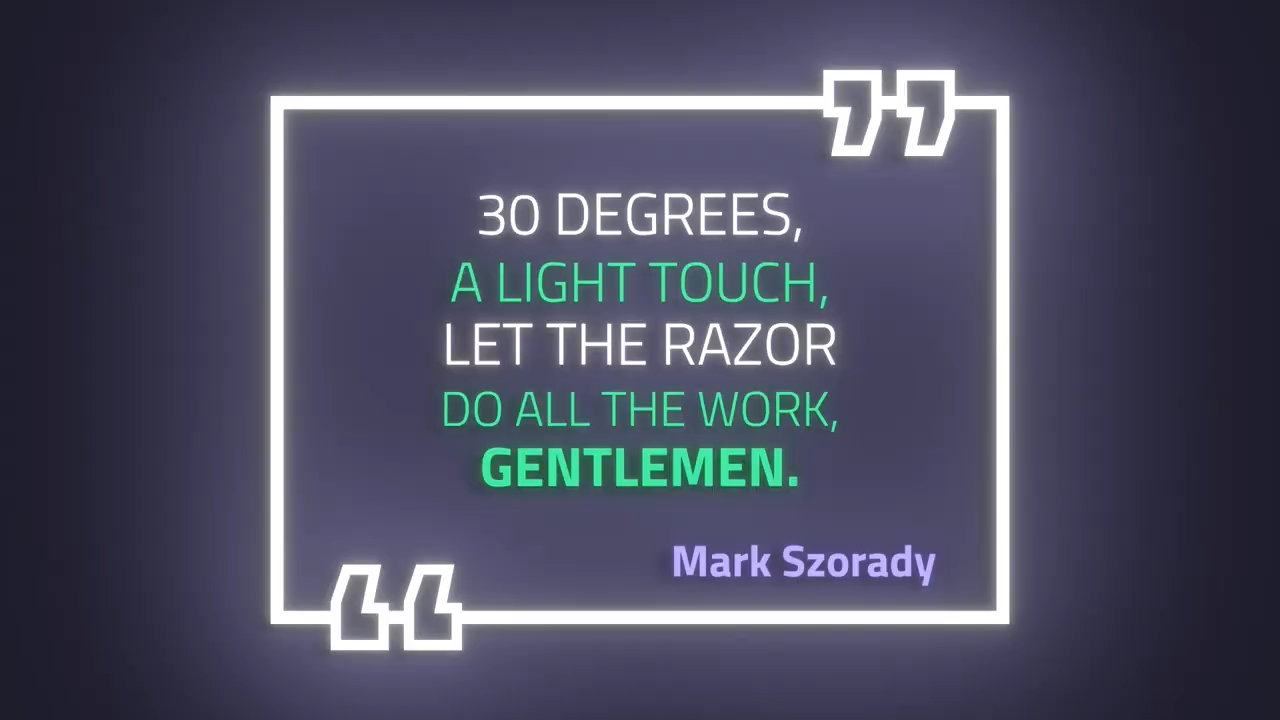 30 DEGREES,
A LIGHT TOUCH,
LET THE RAZOR
DO ALL THE WORK,
GENTLEMEN.
Mark Szorady